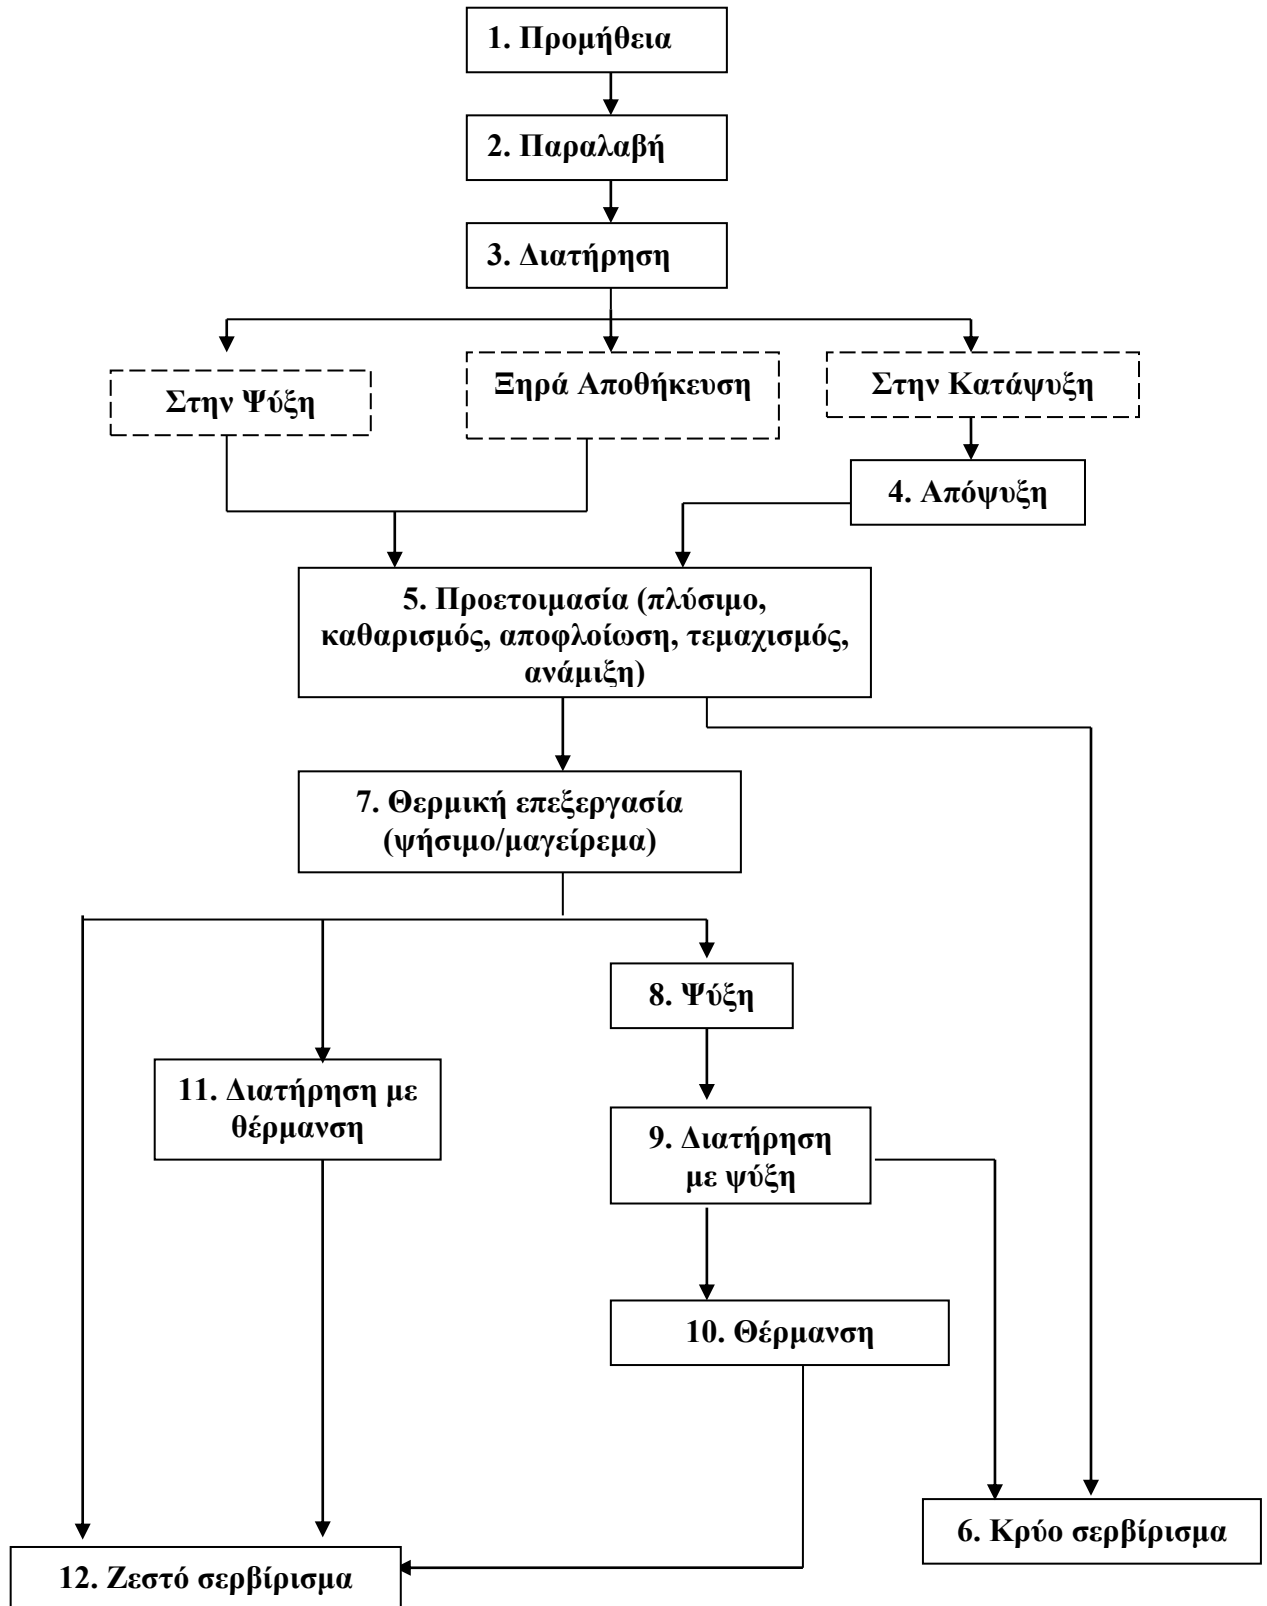 1. Προμήθεια
2. Παραλαβή
3. Διατήρηση
Στην Ψύξη
Ξηρά Αποθήκευση
Στην Κατάψυξη
4. Απόψυξη
5. Προετοιμασία (πλύσιμο,
καθαρισμός, αποφλοίωση, τεμαχισμός,
ανάμιξη)
7. Θερμική επεξεργασία
(ψήσιμο/μαγείρεμα)
8. Ψύξη
11. Διατήρηση με
θέρμανση
9. Διατήρηση
με ψύξη
10. Θέρμανση
6. Κρύο σερβίρισμα
12. Ζεστό σερβίρισμα